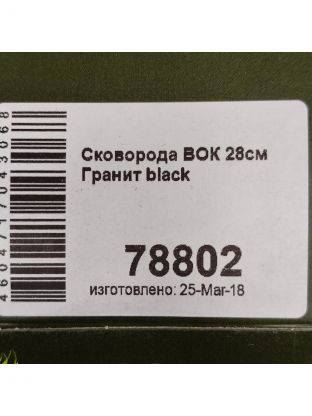 Сковорода ВОК 28см
Гранит black
78802
изготовлено: 25-Mar-18
4604717043068